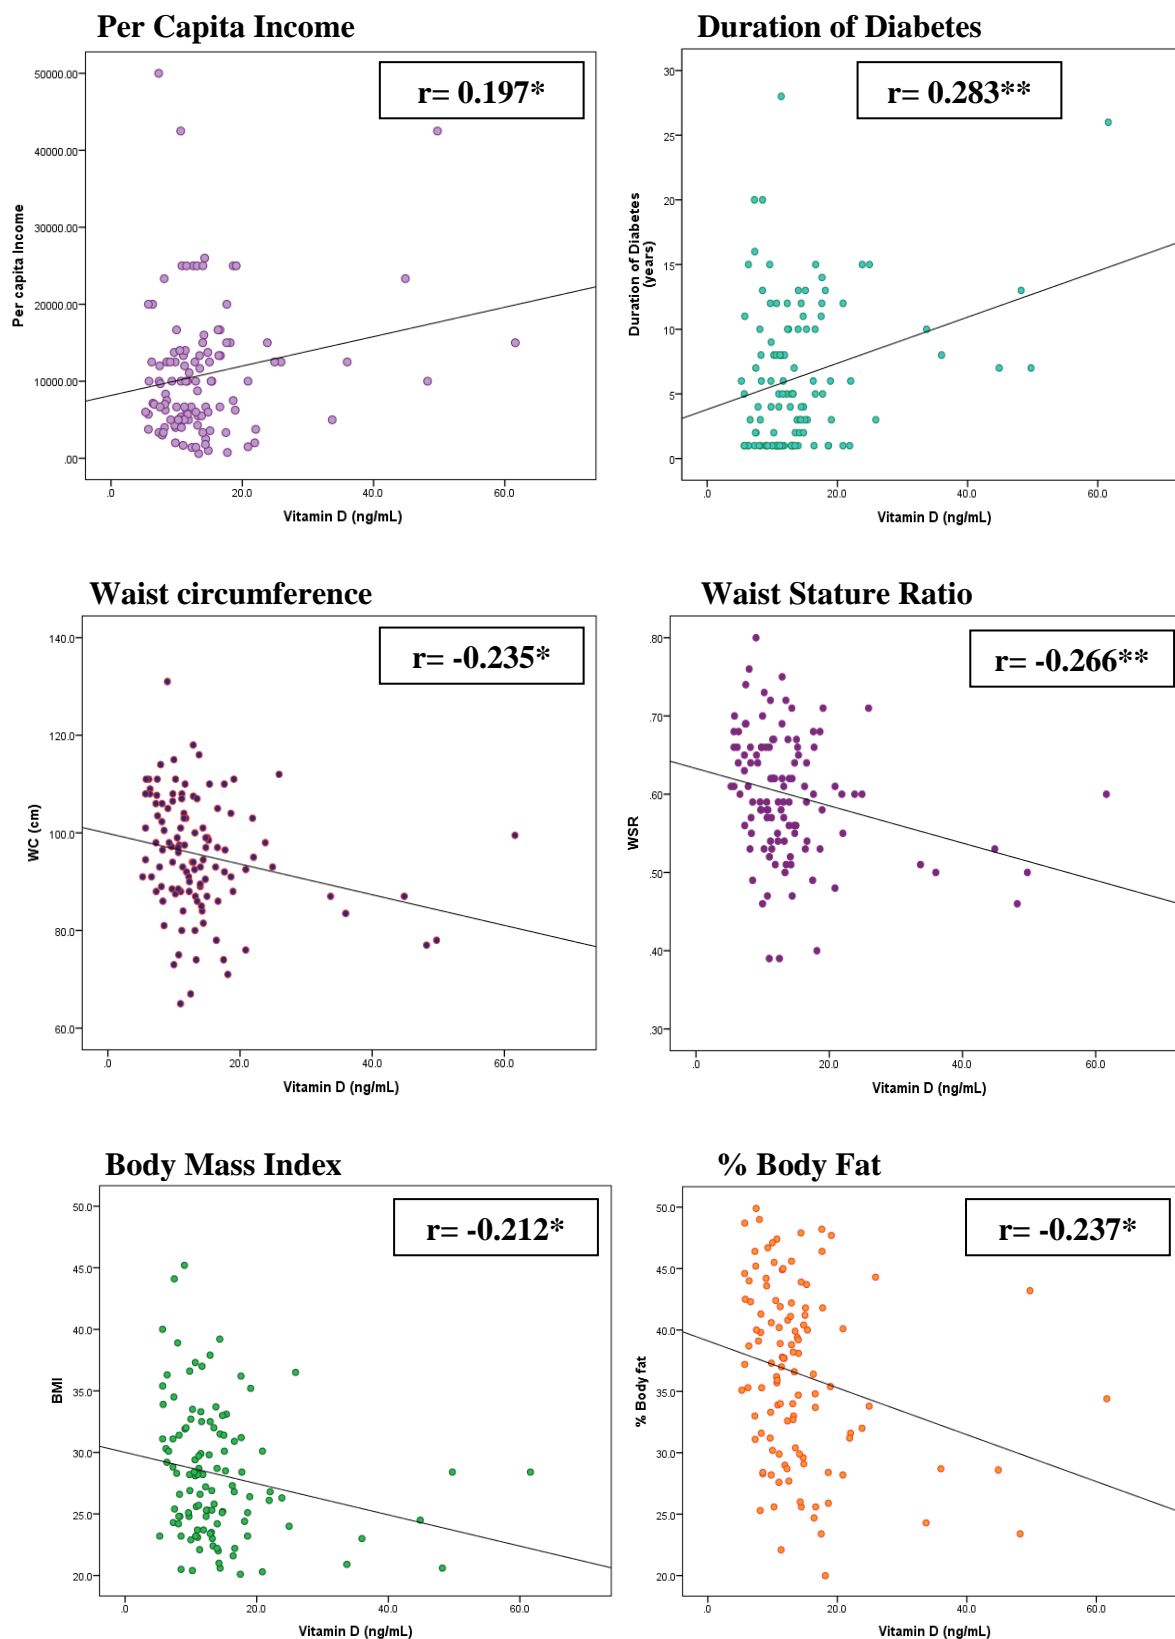 Per Capita Income
r= 0.197*
50000.00
40000.00
30000.00
20000.00
10000.00
.00
Per capita Income
.0 20.0 40.0 60.0
Vitamin D (ng/mL)
Duration of Diabetes
r= 0.283**
30
25
20
15
10
5
0
Duration of Diabetes
(years)
.0 20.0 40.0 60.0
Vitamin D (ng/mL)
Waist circumference
r= -0.235*
140.0
120.0
100.0
80.0
60.0
WC (cm)
.0 20.0 40.0 60.0
Vitamin D (ng/mL)
Waist Stature Ratio
r= -0.266**
.80
.70
.60
.50
.40
.30
WSR
.0 20.0 40.0 60.0
Vitamin D (ng/mL)
Body Mass Index
r= -0.212*
50.0
45.0
40.0
35.0
30.0
25.0
20.0
BMI
.0 20.0 40.0 60.0
Vitamin D (ng/mL)
% Body Fat
r= -0.237*
50.0
45.0
40.0
35.0
30.0
25.0
20.0
% Body fat
.0 20.0 40.0 60.0
Vitamin D (ng/mL)